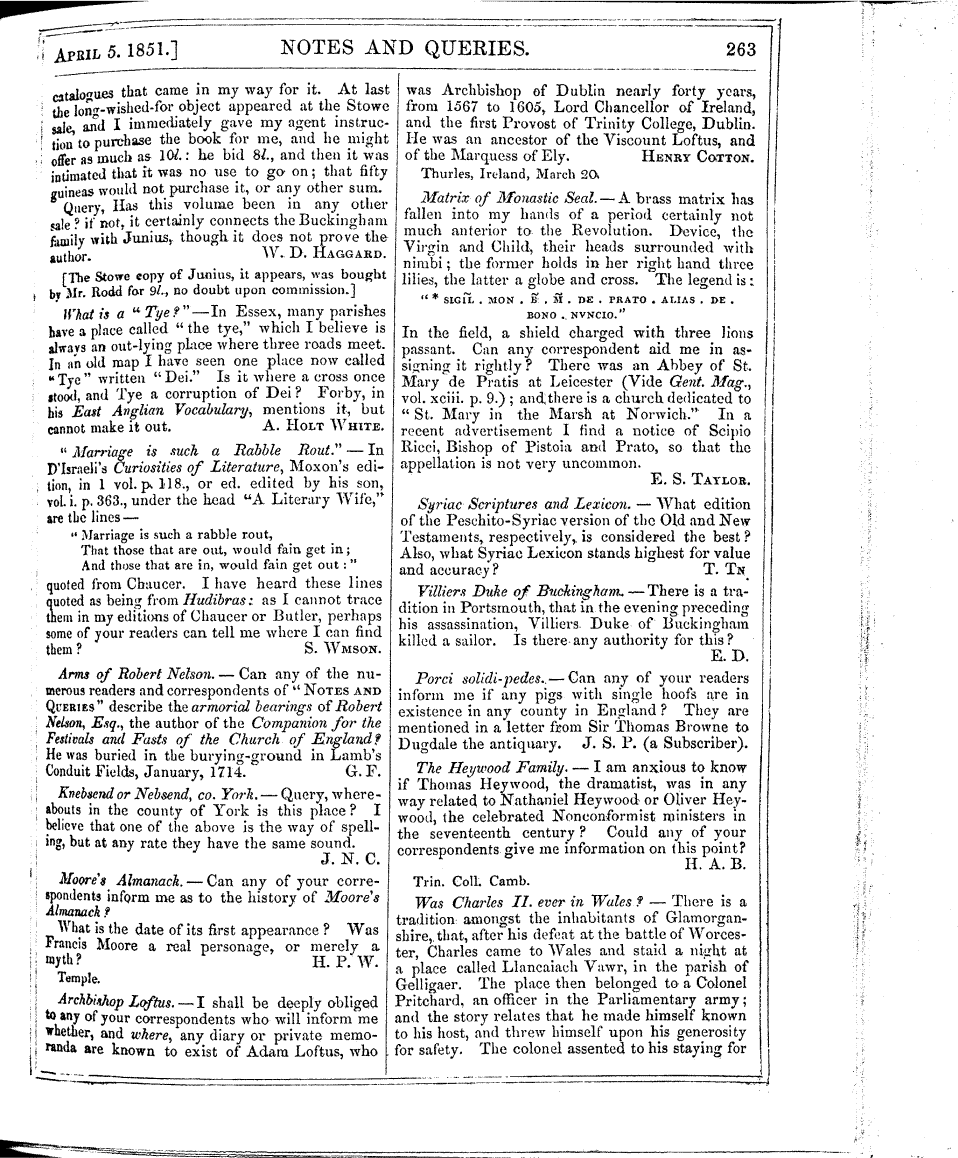 APRIL 5. 1851.] NOTES AND QUERIES. 263
catalogues that came in my way for it. At last
the long-wished-for object appeared at the Stowe
sale, and I immediately gave my agent instruc-
tion to purchase the book for me, and he might
offer as much as 10l.: he bid 8l., and then it was
intimated that it was no use to go on; that fifty
guineas would not purchase it, or any other sum.
Query, Has this volume been in any other
sale? if not, it certainly connects the Buckingham
family with Junius, though it does not prove the
author. W. D. HAGGARD.
[The Stowe copy of Junius, it appears, was bought
by Mr. Rodd for 9l., no doubt upon commission.]
What is a "Tye?"—In Essex, many parishes
have a place called "the tye," which I believe is
always an out-lying place where three roads meet.
In an old map I have seen one place now called
"Tye" written "Dei." Is it where a cross once
stood, and Tye a corruption of Dei? Forby, in
his East Anglian Vocabulary, mentions it, but
cannot make it out. A. HOLT WHITE.
"Marriage is such a Rabble Rout."—In
D'Israeli's Curiosities of Literature, Moxon's edi-
tion, in 1 vol. p. 118., or ed. edited by his son,
vol. i. p. 363., under the head "A Literary Wife,"
are the lines—
"Marriage is such a rabble rout,
That those that are out, would fain get in;
And those that are in, would fain get out:"
quoted from Chaucer. I have heard these lines
quoted as being from Hudibras: as I cannot trace
them in my editions of Chaucer or Butler, perhaps
some of your readers can tell me where I can find
them? S. WMSON.
Arms of Robert Nelson.—Can any of the nu-
merous readers and correspondents of "NOTES AND
QUERIES" describe the armorial bearings of Robert
Nelson, Esq., the author of the Companion for the
Festivals and Fasts of the Church of England?
He was buried in the burying-ground in Lamb's
Conduit Fields, January, 1714. G. F.
Knebsend or Nebsend, co. York.—Query, where-
abouts in the county of York is this place? I
believe that one of the above is the way of spell-
ing, but at any rate they have the same sound.
J. N. C.
Moore's Almanack.—Can any of your corre-
spondents inform me as to the history of Moore's
Almanack?
What is the date of its first appearance? Was
Francis Moore a real personage, or merely a
myth? H. P. W.
Temple.
Archbishop Loftus.—I shall be deeply obliged
to any of your correspondents who will inform me
whether, and where, any diary or private memo-
randa are known to exist of Adam Loftus, who
was Archbishop of Dublin nearly forty years,
from 1567 to 1605, Lord Chancellor of Ireland,
and the first Provost of Trinity College, Dublin.
He was an ancestor of the Viscount Loftus, and
of the Marquess of Ely. HENRY COTTON.
Thurles, Ireland, March 20.
Matrix of Monastic Seal.—A brass matrix has
fallen into my hands of a period certainly not
much anterior to the Revolution. Device, the
Virgin and Child, their heads surrounded with
nimbi; the former holds in her right hand three
lilies, the latter a globe and cross. The legend is:
"* SIGIL̃ . MON . B̃ . M̃ . DE . PRATO . ALIAS . DE .
BONO . NVNCIO."
In the field, a shield charged with three lions
passant. Can any correspondent aid me in as-
signing it rightly? There was an Abbey of St.
Mary de Pratis at Leicester (Vide Gent. Mag.,
vol. xciii. p. 9.); and there is a church dedicated to
"St. Mary in the Marsh at Norwich." In a
recent advertisement I find a notice of Scipio
Ricci, Bishop of Pistoia and Prato, so that the
appellation is not very uncommon.
E. S. TAYLOR.
Syriac Scriptures and Lexicon.—What edition
of the Peschito-Syriac version of the Old and New
Testaments, respectively, is considered the best?
Also, what Syriac Lexicon stands highest for value
and accuracy? T. TN.
Villiers Duke of Buckingham.—There is a tra-
dition in Portsmouth, that in the evening preceding
his assassination, Villiers Duke of Buckingham
killed a sailor. Is there any authority for this?
E. D.
Porci solidi-pedes.—Can any of your readers
inform me if any pigs with single hoofs are in
existence in any county in England? They are
mentioned in a letter from Sir Thomas Browne to
Dugdale the antiquary. J. S. P. (a Subscriber).
The Heywood Family.—I am anxious to know
if Thomas Heywood, the dramatist, was in any
way related to Nathaniel Heywood or Oliver Hey-
wood, the celebrated Nonconformist ministers in
the seventeenth century? Could any of your
correspondents give me information on this point?
H. A. B.
Trin. Coll. Camb.
Was Charles II. ever in Wales?—There is a
tradition amongst the inhabitants of Glamorgan-
shire, that, after his defeat at the battle of Worces-
ter, Charles came to Wales and staid a night at
a place called Llancaiach Vawr, in the parish of
Gelligaer. The place then belonged to a Colonel
Pritchard, an officer in the Parliamentary army;
and the story relates that he made himself known
to his host, and threw himself upon his generosity
for safety. The colonel assented to his staying for